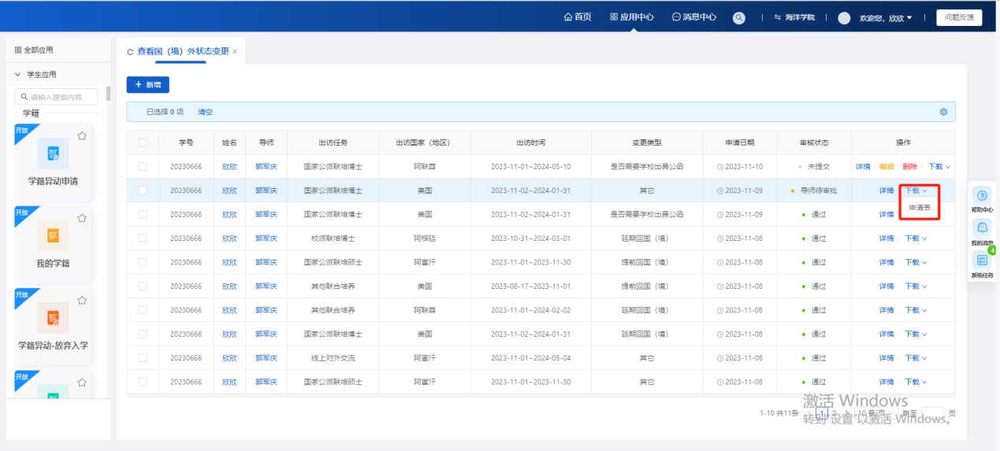 首页 应用中心 消息中心 海洋学院 欢迎您, 欣欣 问题反馈
全部应用
查看国（境）外状态变更
学生应用
+ 新增
请输入搜索内容
学籍
已选择 0 项 清空
开放
学籍异动申请
开放
我的学籍
开放
学籍异动-放弃入学
开放
学号 姓名 导师 出访任务 出访国家（地区） 出访时间 变更类型 申请日期 审核状态 操作
20230666 欣欣 郭军庆 国家公派联培博士 阿联酋 2023-11-01~2024-05-10 是否需要学校出具公函 2023-11-10 未提交 详情 编辑 删除 下载
20230666 欣欣 郭军庆 国家公派联培博士 美国 2023-11-02~2024-01-31 其它 2023-11-09 导师待审批 详情 下载
申请表
20230666 欣欣 郭军庆 国家公派联培博士 美国 2023-11-02~2024-01-31 是否需要学校出具公函 2023-11-09 通过 详情
20230666 欣欣 郭军庆 校派联培博士 阿根廷 2023-10-31~2024-03-01 延期回国（境） 2023-11-08 通过 详情 下载
20230666 欣欣 郭军庆 国家公派联培硕士 阿富汗 2023-11-01~2023-11-30 提前回国（境） 2023-11-08 通过 详情 下载
20230666 欣欣 郭军庆 其他联合培养 美国 2023-08-17~2023-11-01 提前回国（境） 2023-11-08 通过 详情 下载
20230666 欣欣 郭军庆 其他联合培养 阿联酋 2023-11-01~2024-02-02 延期回国（境） 2023-11-08 通过 详情 下载
20230666 欣欣 郭军庆 国家公派联培博士 美国 2023-11-02~2024-01-31 延期回国（境） 2023-11-08 通过 详情 下载
20230666 欣欣 郭军庆 线上对外交流 阿富汗 2023-11-01~2024-05-04 其它 2023-11-08 通过 详情 下载
20230666 欣欣 郭军庆 国家公派联培硕士 阿富汗 2023-11-01~2023-11-30 其它 2023-11-08 通过 详情 下载
1-10 共11条 < 1 2 > 10 条/页 跳至 页
激活 Windows
转到"设置"以激活 Windows。
帮助中心
我的消息
4
系统任务